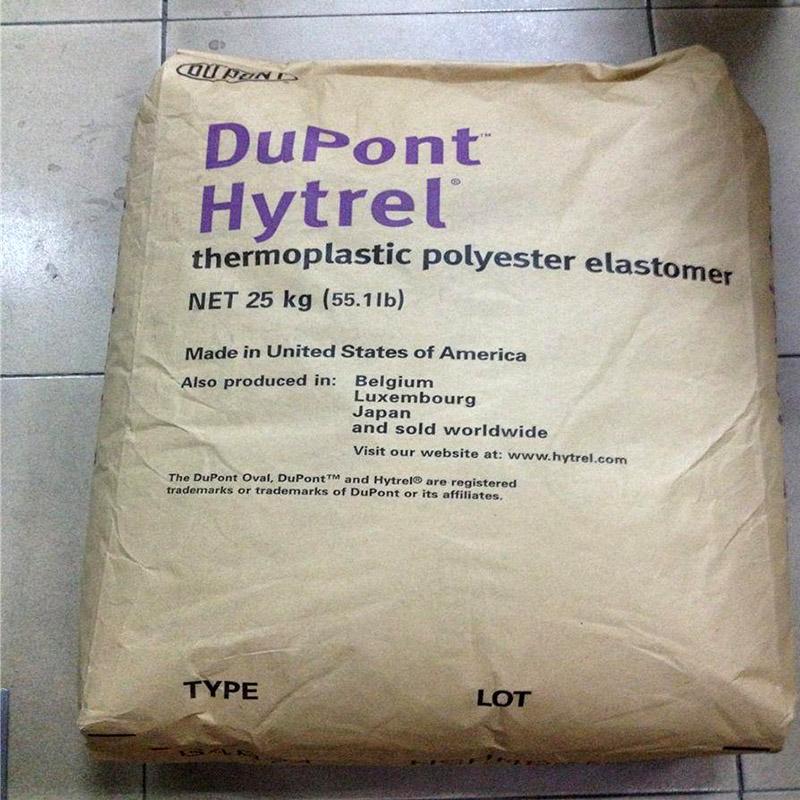 DU PONT
DuPont™
Hytrel®
thermoplastic polyester elastomer
NET 25 kg (55.1lb)
Made in United States of America
Also produced in: Belgium
Luxembourg
Japan
and sold worldwide
Visit our website at: www.hytrel.com
The DuPont Oval, DuPont™ and Hytrel® are registered
trademarks or trademarks of DuPont or its affiliates.
TYPE LOT